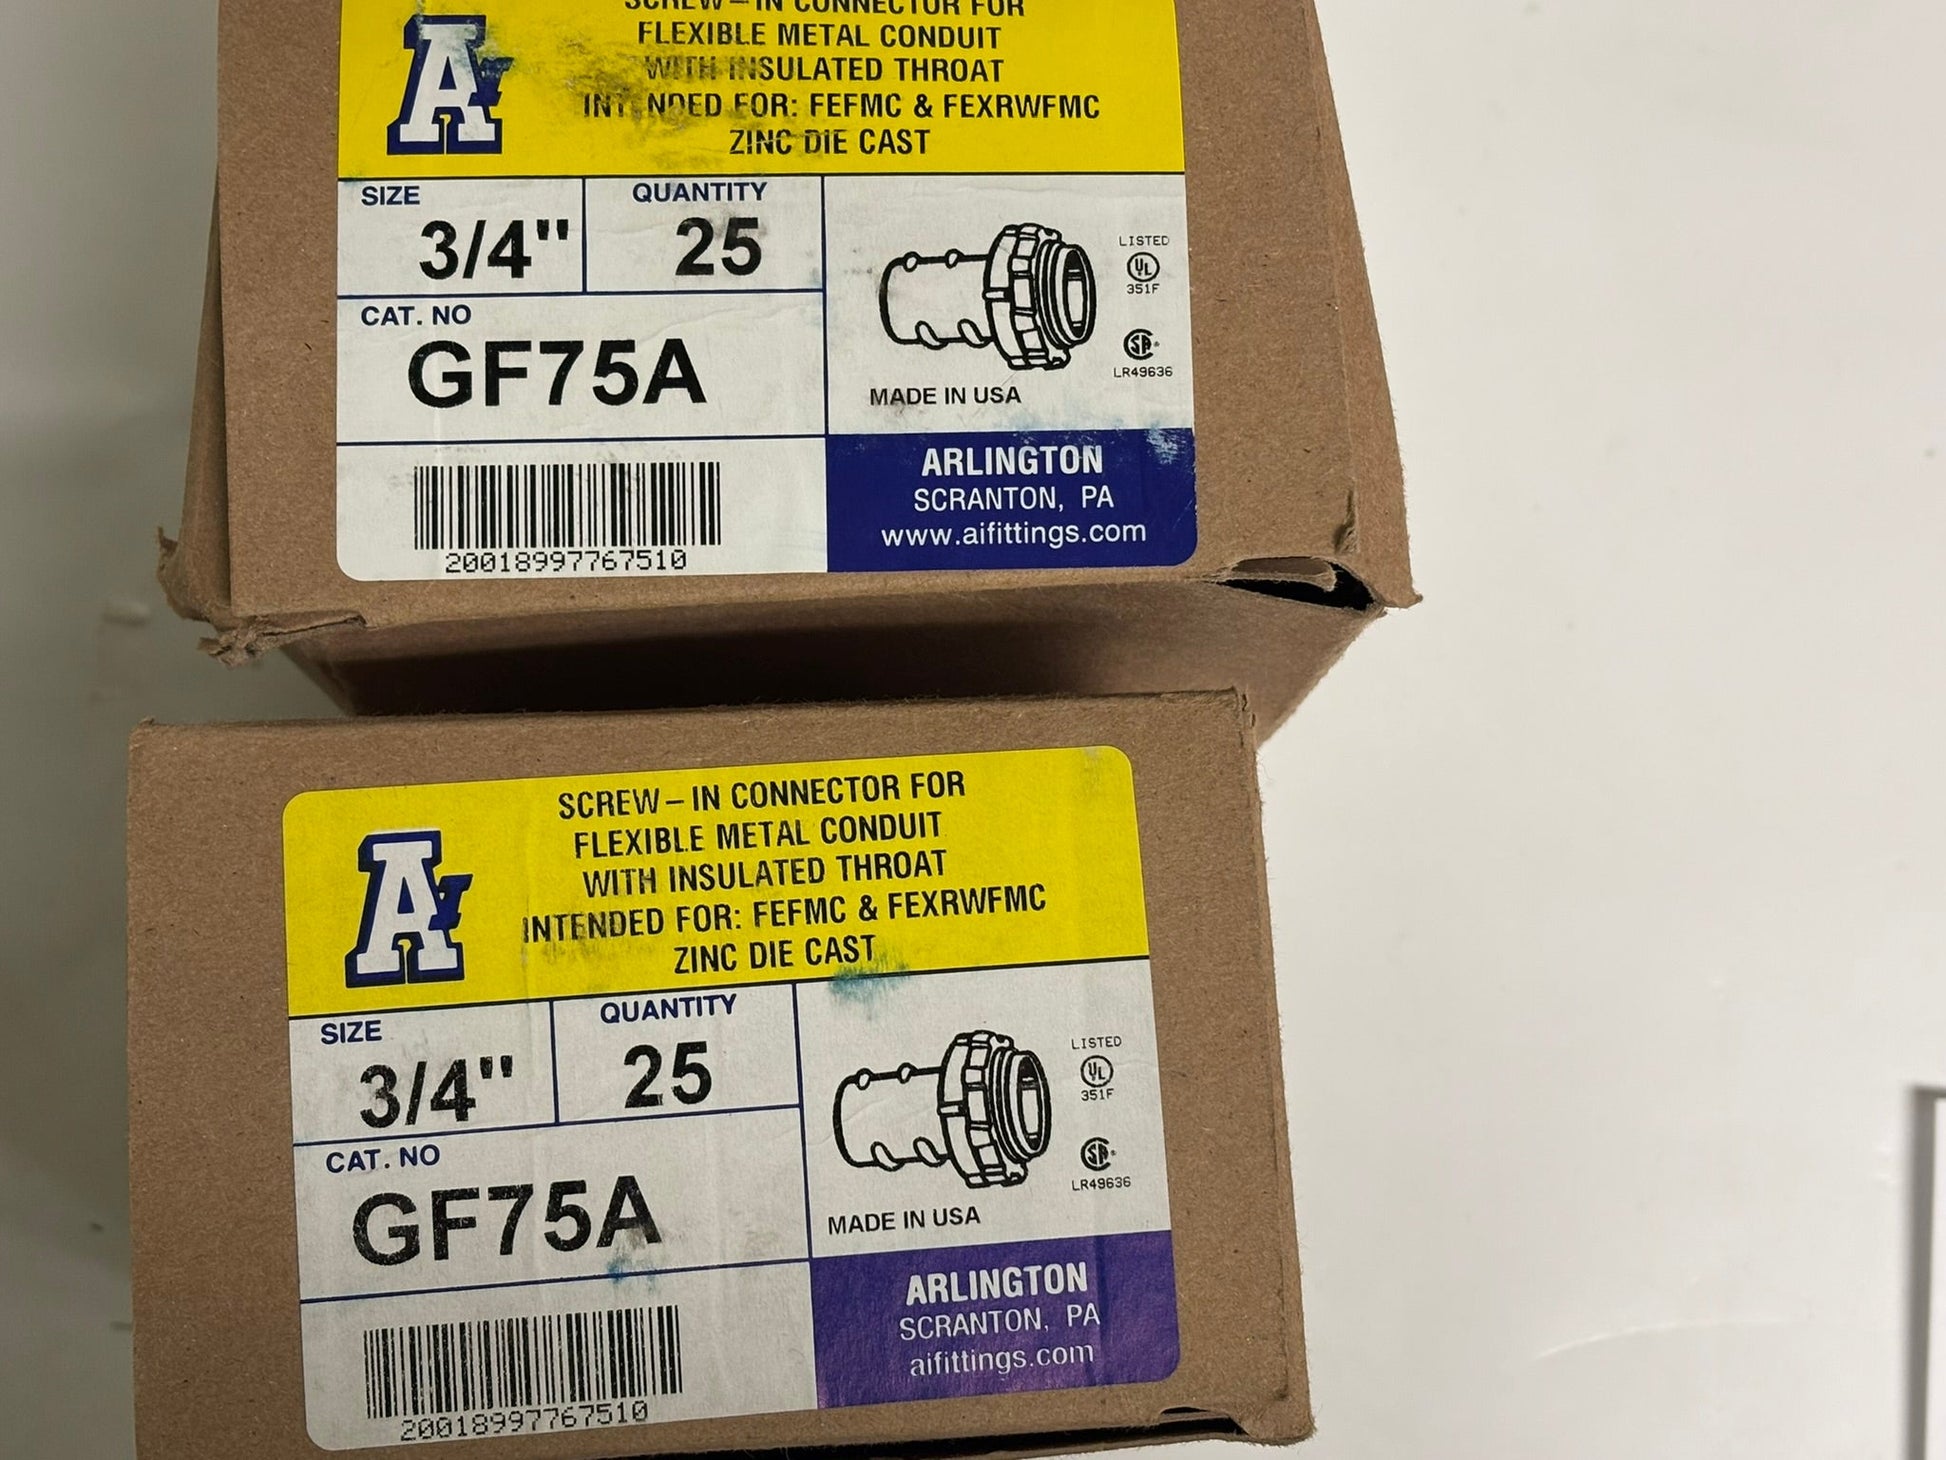 SCREW-IN CONNECTOR FOR
FLEXIBLE METAL CONDUIT
WITH INSULATED THROAT
INTENDED FOR: FEFMC & FEXRWFMC
ZINC DIE CAST
A
SIZE
3/4"
QUANTITY
25
CAT. NO
GF75A
LISTED
UL
351F
SA
LR49636
MADE IN USA
20018997767510
ARLINGTON
SCRANTON, PA
www.aifittings.com
SCREW-IN CONNECTOR FOR
FLEXIBLE METAL CONDUIT
WITH INSULATED THROAT
INTENDED FOR: FEFMC & FEXRWFMC
ZINC DIE CAST
A
SIZE
3/4"
QUANTITY
25
CAT. NO
GF75A
LISTED
UL
351F
SA
LR49636
MADE IN USA
20018997767510
ARLINGTON
SCRANTON, PA
aifittings.com